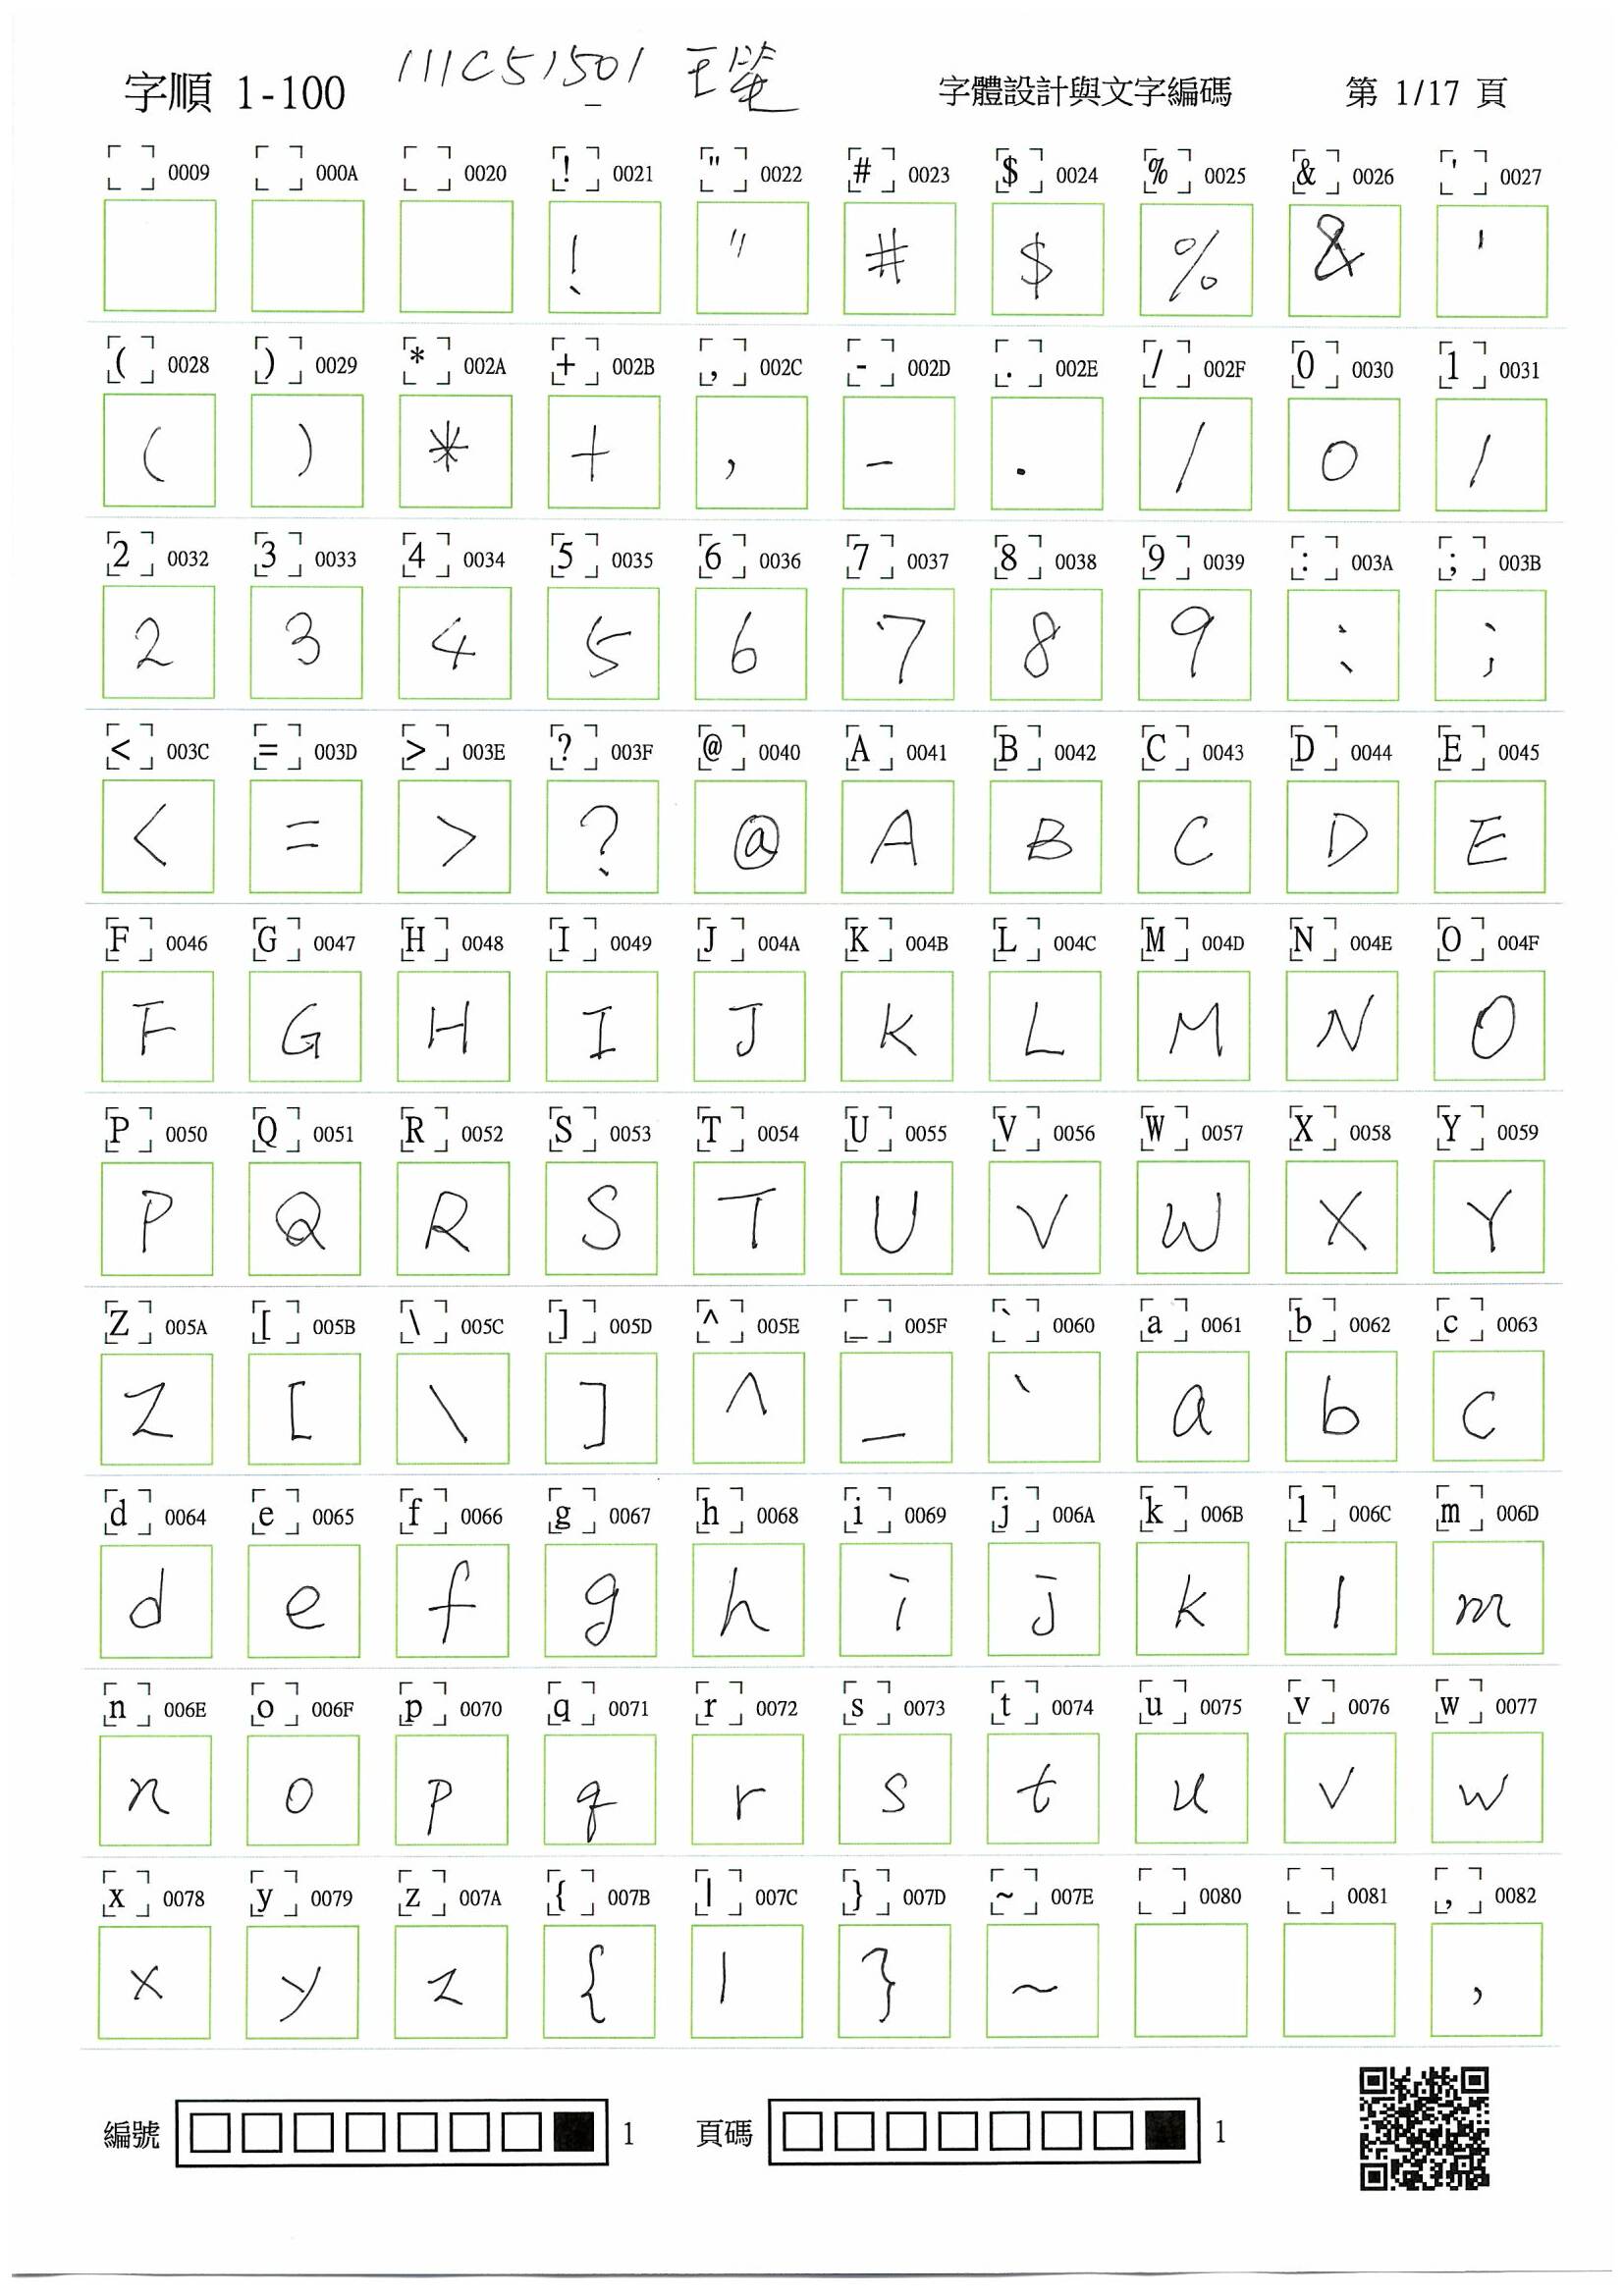 字順 1-100 111C51501 王 字體設計與文字編碼 第 1/17 頁
0009 000A 0020 ! 0021 " 0022 # 0023 $ 0024 % 0025 & 0026 ' 0027
! " # $ % & '
( 0028 ) 0029 * 002A + 002B , 002C - 002D . 002E / 002F 0 0030 1 0031
( ) * + , - . / 0 1
2 0032 3 0033 4 0034 5 0035 6 0036 7 0037 8 0038 9 0039 : 003A ; 003B
2 3 4 5 6 7 8 9 : ;
< 003C = 003D > 003E ? 003F @ 0040 A 0041 B 0042 C 0043 D 0044 E 0045
< = > ? @ A B C D E
F 0046 G 0047 H 0048 I 0049 J 004A K 004B L 004C M 004D N 004E O 004F
F G H I J K L M N O
P 0050 Q 0051 R 0052 S 0053 T 0054 U 0055 V 0056 W 0057 X 0058 Y 0059
P Q R S T U V W X Y
Z 005A [ 005B \ 005C ] 005D ^ 005E _ 005F ` 0060 a 0061 b 0062 c 0063
Z [ \ ] ^ _ ` a b c
d 0064 e 0065 f 0066 g 0067 h 0068 i 0069 j 006A k 006B l 006C m 006D
d e f g h i j k l m
n 006E o 006F p 0070 q 0071 r 0072 s 0073 t 0074 u 0075 v 0076 w 0077
n o p q r s t u v w
x 0078 y 0079 z 007A { 007B | 007C } 007D ~ 007E 0080 0081 , 0082
x y z { | } ~ ,
編號 1 頁碼 1